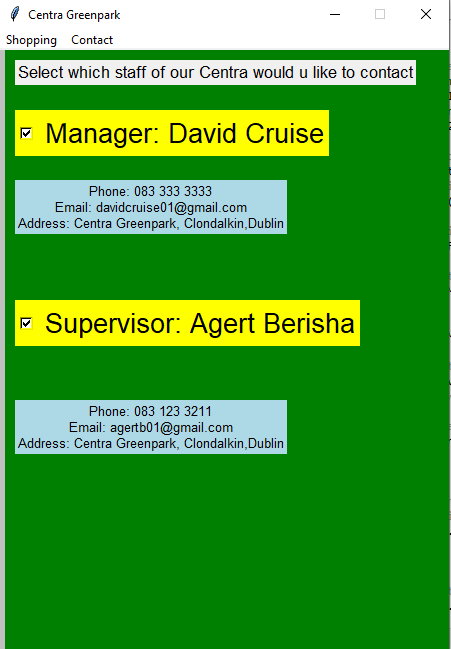 Centra Greenpark
Shopping Contact
Select which staff of our Centra would u like to contact
Manager: David Cruise
Phone: 083 333 3333
Email: davidcruise01@gmail.com
Address: Centra Greenpark, Clondalkin,Dublin
Supervisor: Agert Berisha
Phone: 083 123 3211
Email: agertb01@gmail.com
Address: Centra Greenpark, Clondalkin,Dublin